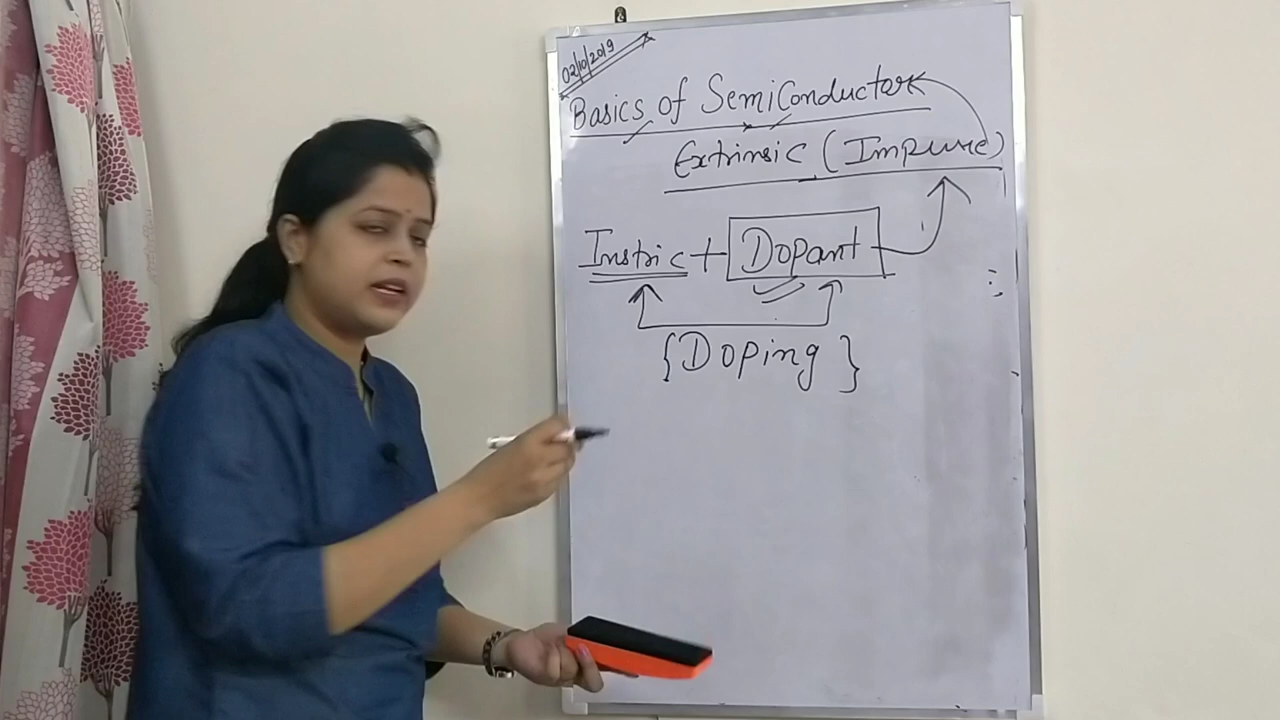 02/10/2019
Basics of SemiConductor
Extrinsic (Impure)
Instric + Dopant
{Doping}